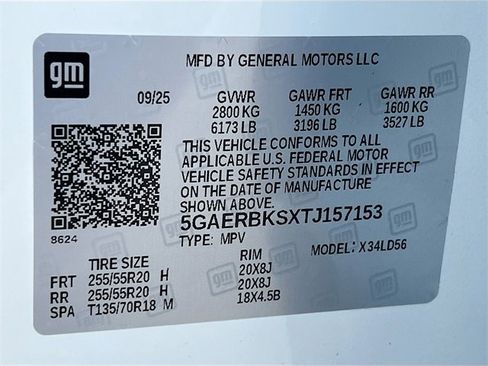 gm
MFD BY GENERAL MOTORS LLC
09/25 GVWR GAWR FRT GAWR RR
2800 KG 1450 KG 1600 KG
6173 LB 3196 LB 3527 LB
THIS VEHICLE CONFORMS TO ALL
APPLICABLE U.S. FEDERAL MOTOR
VEHICLE SAFETY STANDARDS IN EFFECT
ON THE DATE OF MANUFACTURE
SHOWN ABOVE.
5GAERBKSXTJ157153
8624
TYPE: MPV MODEL: X34LD56
TIRE SIZE RIM
FRT 255/55R20 H 20X8J
RR 255/55R20 H 20X8J
SPA T135/70R18 M 18X4.5B